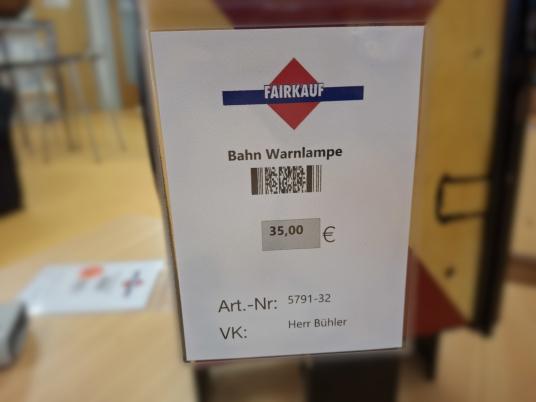 FAIRKAUF
Bahn Warnlampe
35,00 €
Art.-Nr: 5791-32
VK: Herr Bühler